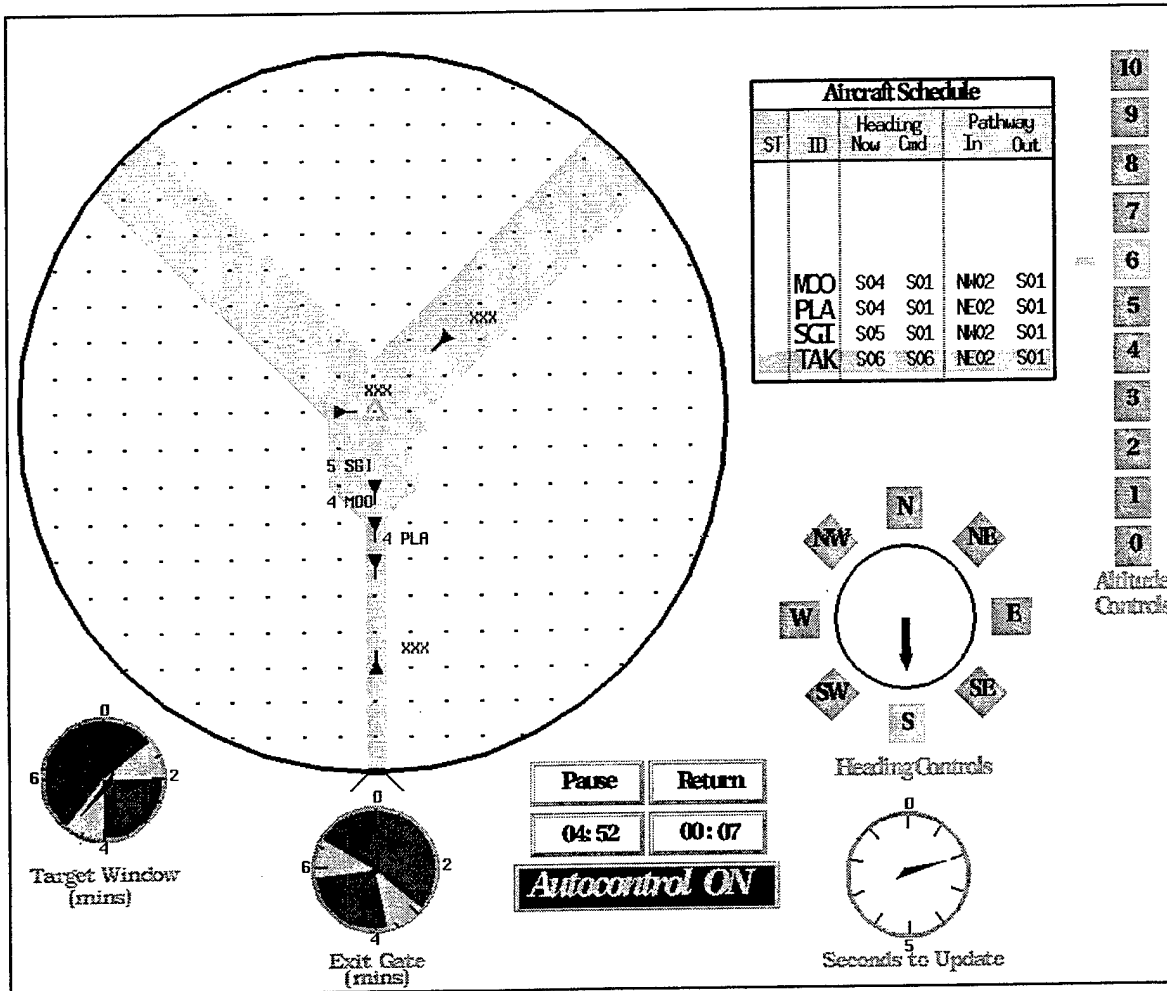 Aircraft Schedule
ST ID Heading Now Cmd Pathway In Out
MOO S04 S01 NW02 S01
PLA S04 S01 NE02 S01
SGI S05 S01 NW02 S01
TAK S06 S06 NE02 S01
10
9
8
7
6
5
4
3
2
1
0
Altitude
Controls
XXX
XXX
5 SGI
4 MOO
4 PLA
XXX
N
NW
NE
W
E
SW
SE
S
Heading Controls
0
2
4
6
Target Window
(mins)
0
2
4
6
Exit Gate
(mins)
Pause Return
04:52 00:07
Autocontrol ON
0
5
Seconds to Update